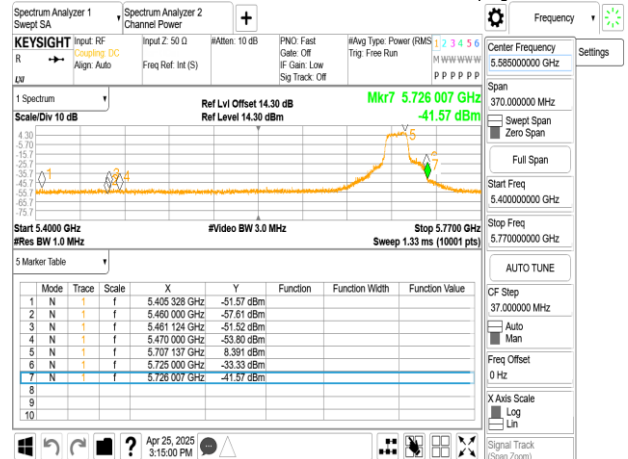 Spectrum Analyzer 1
Swept SA
Spectrum Analyzer 2
Channel Power
+
Frequency
KEYSIGHT
R
Input: RF
Coupling: DC
Align: Auto
Input Z: 50 Ω
Freq Ref: Int (S)
#Atten: 10 dB
PNO: Fast
Gate: Off
IF Gain: Low
Sig Track: Off
#Avg Type: Power (RMS
Trig: Free Run
1 2 3 4 5 6
M W W W W W
P P P P P P
1 Spectrum
Scale/Div 10 dB
Ref Lvl Offset 14.30 dB
Ref Level 14.30 dBm
Mkr7 5.726 007 GHz
-41.57 dBm
4.30
-5.70
-15.7
-25.7
-35.7
-45.7
-55.7
-65.7
-75.7
1
4
5
7
Start 5.4000 GHz
#Res BW 1.0 MHz
#Video BW 3.0 MHz
Stop 5.7700 GHz
Sweep 1.33 ms (10001 pts)
5 Marker Table
Mode Trace Scale X Y Function Function Width Function Value
1 N 1 f 5.405 328 GHz -51.57 dBm
2 N 1 f 5.460 000 GHz -57.61 dBm
3 N 1 f 5.461 124 GHz -51.52 dBm
4 N 1 f 5.470 000 GHz -53.80 dBm
5 N 1 f 5.707 137 GHz 8.391 dBm
6 N 1 f 5.725 000 GHz -33.33 dBm
7 N 1 f 5.726 007 GHz -41.57 dBm
8
9
10
Apr 25, 2025
3:15:00 PM
?
Center Frequency
5.585000000 GHz
Settings
Span
370.000000 MHz
Swept Span
Zero Span
Full Span
Start Freq
5.400000000 GHz
Stop Freq
5.770000000 GHz
AUTO TUNE
CF Step
37.000000 MHz
Auto
Man
Freq Offset
0 Hz
X Axis Scale
Log
Lin
Signal Track
(Span Zoom)